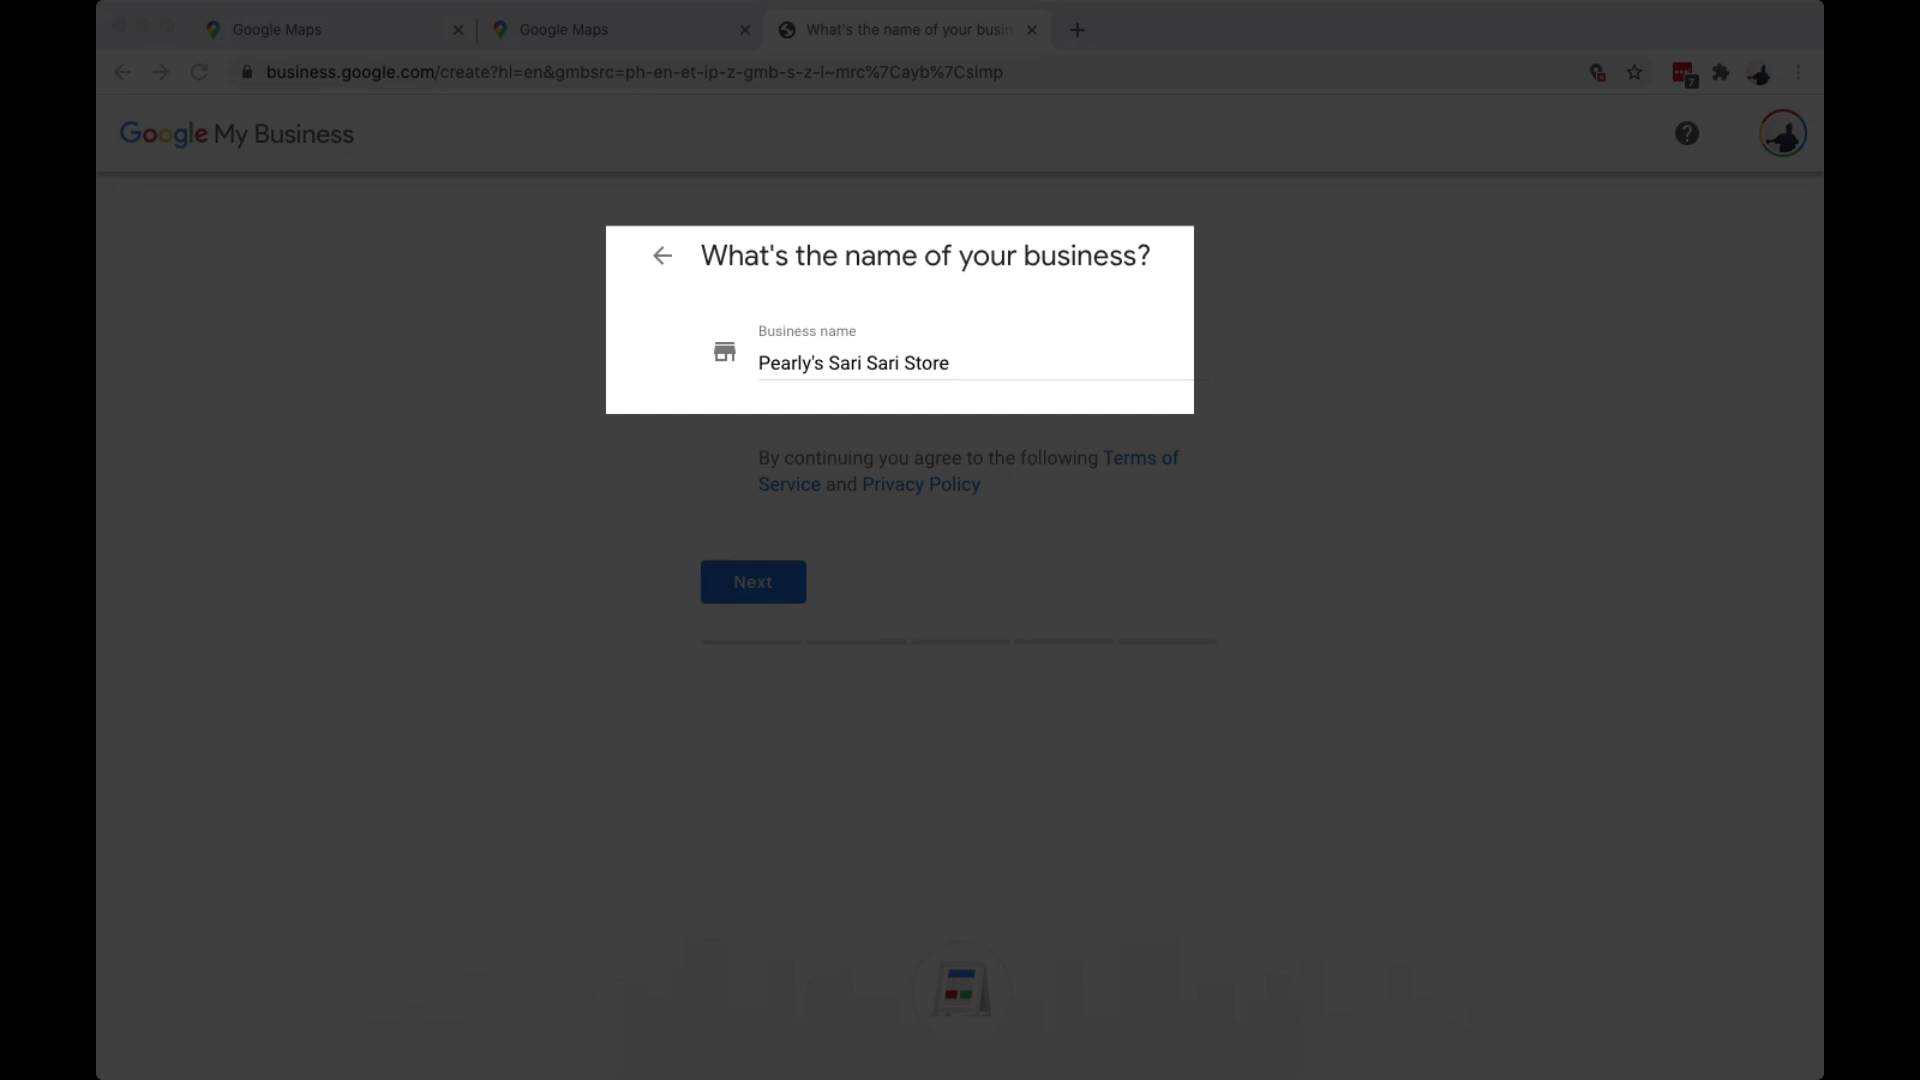 Google Maps
Google Maps
What's the name of your busin
business.google.com/create?hl=en&gmbsrc=ph-en-et-ip-z-gmb-s-z-l~mrc%7Cayb%7Csimp
7
Google My Business
What's the name of your business?
Business name
Pearly's Sari Sari Store
By continuing you agree to the following Terms of
Service and Privacy Policy
Next